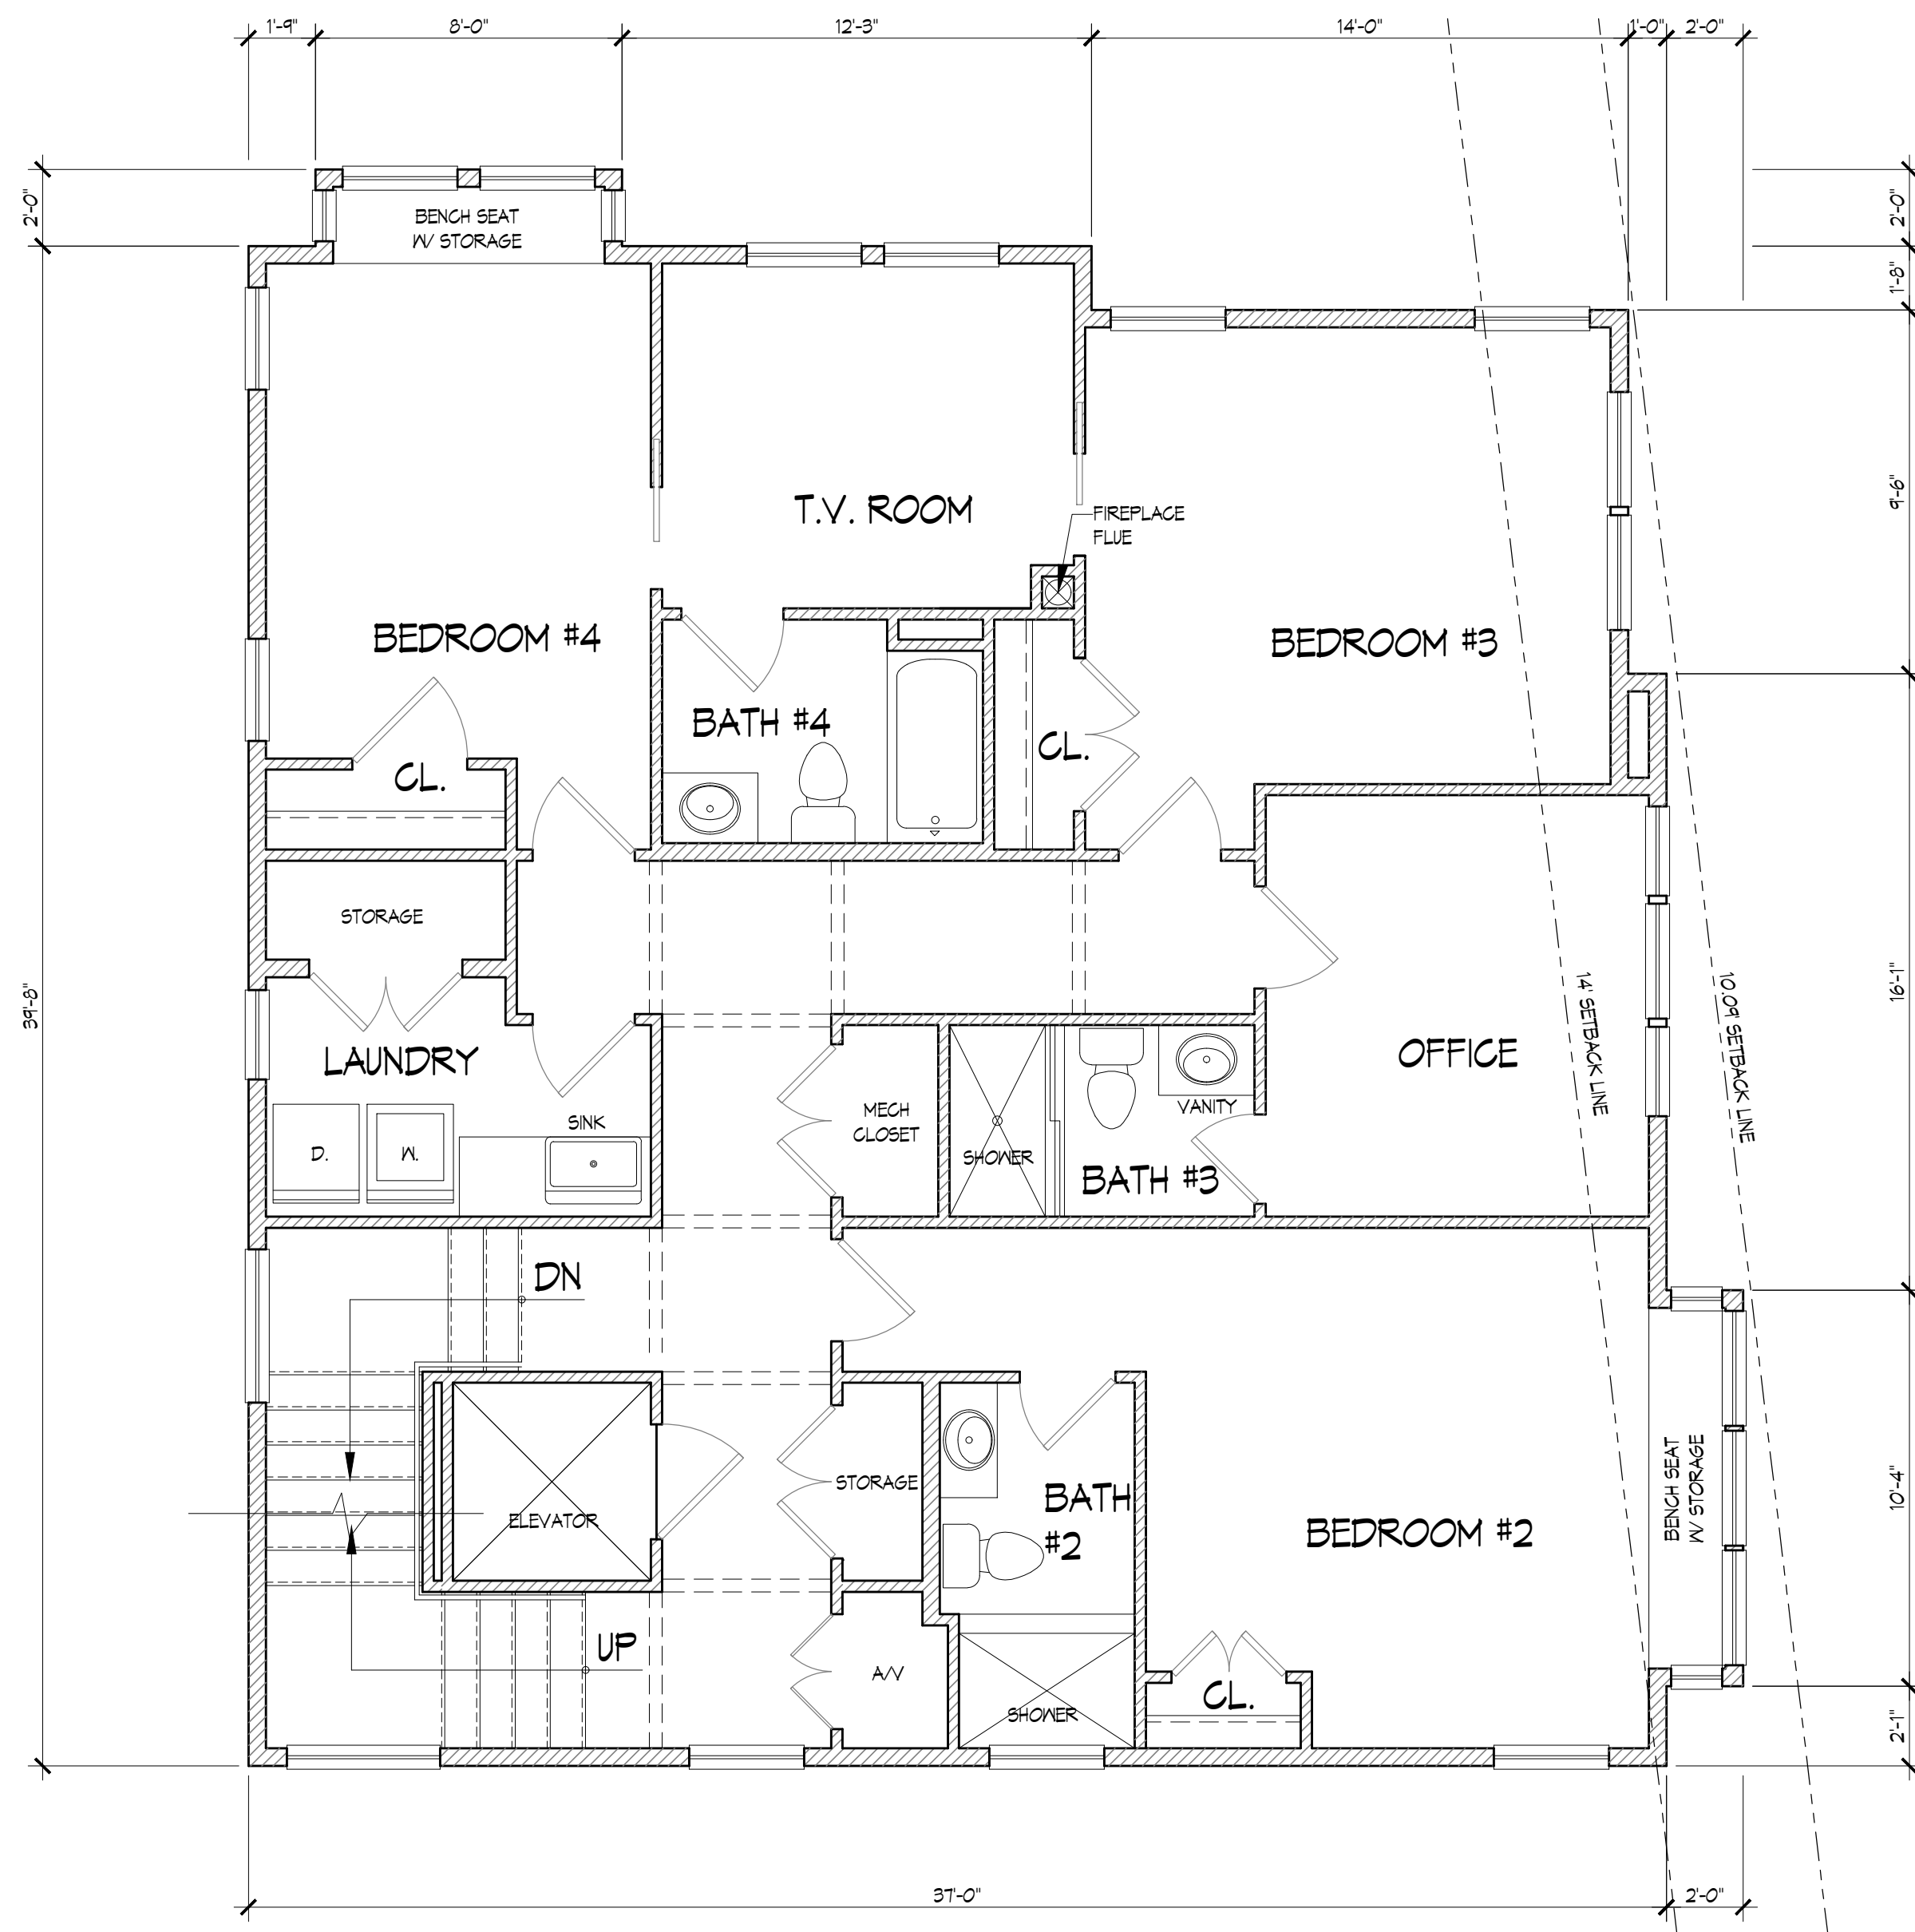 1'-9"
8'-0"
12'-3"
14'-0"
1'-0"
2'-0"
2'-0"
2'-0"
BENCH SEAT
W/ STORAGE
1'-8"
9'-6"
T.V. ROOM
FIREPLACE
FLUE
BEDROOM #4
BEDROOM #3
BATH #4
CL.
CL.
STORAGE
39'-8"
16'-1"
14' SETBACK LINE
10.09' SETBACK LINE
LAUNDRY
OFFICE
MECH
CLOSET
VANITY
SINK
D.
W.
SHOWER
BATH #3
DN
BENCH SEAT
W/ STORAGE
10'-4"
STORAGE
BATH
#2
ELEVATOR
BEDROOM #2
UP
A/V
CL.
SHOWER
2'-1"
37'-0"
2'-0"